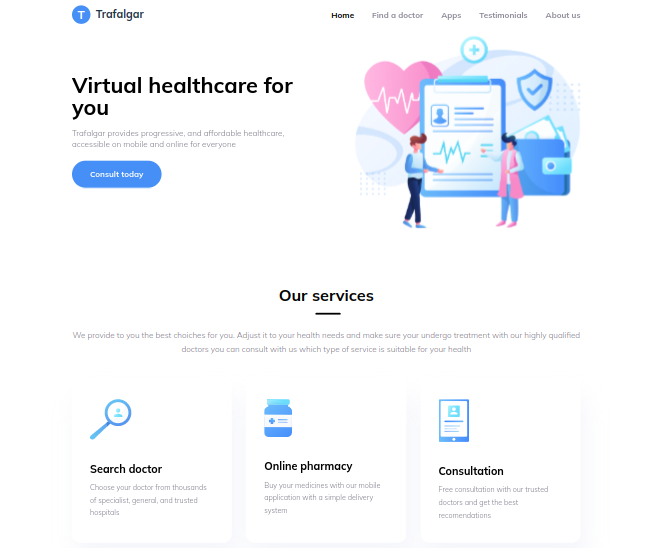 T Trafalgar
Home Find a doctor Apps Testimonials About us
Virtual healthcare for
you
Trafalgar provides progressive, and affordable healthcare,
accessible on mobile and online for everyone
Consult today
Our services
We provide to you the best choiches for you. Adjust it to your health needs and make sure your undergo treatment with our highly qualified
doctors you can consult with us which type of service is suitable for your health
Search doctor
Choose your doctor from thousands
of specialist, general, and trusted
hospitals
Online pharmacy
Buy your medicines with our mobile
application with a simple delivery
system
Consultation
Free consultation with our trusted
doctors and get the best
recomendations